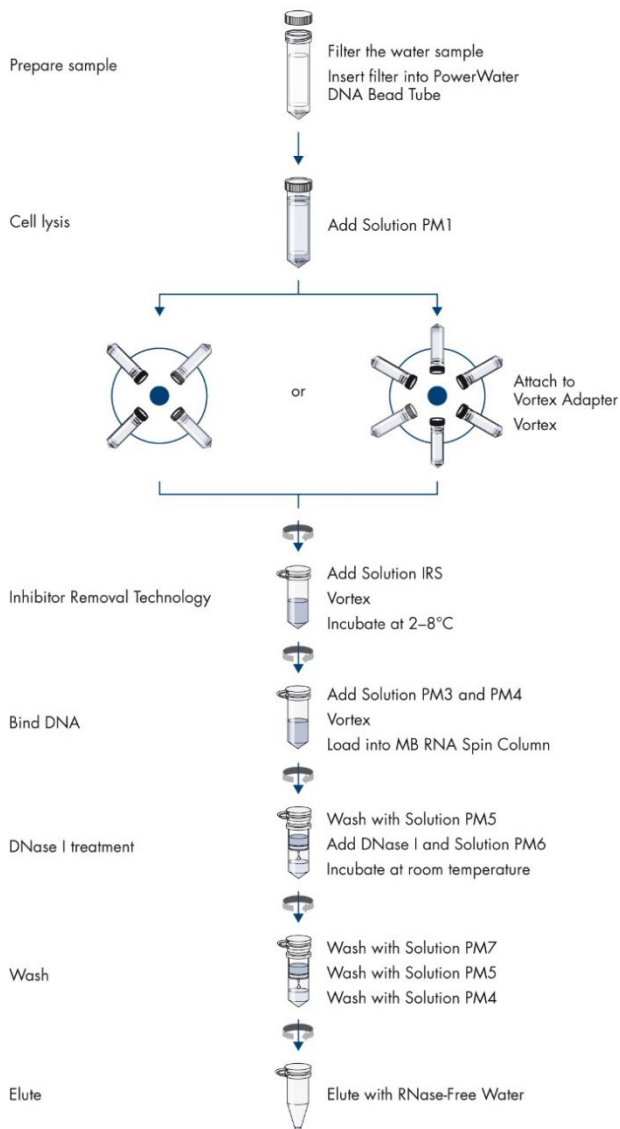 Prepare sample
Filter the water sample
Insert filter into PowerWater
DNA Bead Tube
Cell lysis
Add Solution PM1
or
Attach to
Vortex Adapter
Vortex
Inhibitor Removal Technology
Add Solution IRS
Vortex
Incubate at 2–8°C
Bind DNA
Add Solution PM3 and PM4
Vortex
Load into MB RNA Spin Column
DNase I treatment
Wash with Solution PM5
Add DNase I and Solution PM6
Incubate at room temperature
Wash
Wash with Solution PM7
Wash with Solution PM5
Wash with Solution PM4
Elute
Elute with RNase-Free Water